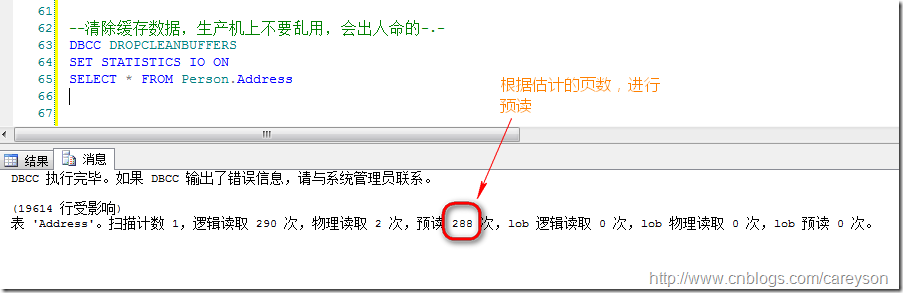 61
62 --清除缓存数据，生产机上不要乱用，会出人命的-.-
63 DBCC DROPCLEANBUFFERS
64 SET STATISTICS IO ON
65 SELECT * FROM Person.Address
66
67
根据估计的页数，进行
预读
结果 消息
DBCC 执行完毕。如果 DBCC 输出了错误信息，请与系统管理员联系。
(19614 行受影响)
表 'Address'。扫描计数 1，逻辑读取 290 次，物理读取 2 次，预读 288 次，lob 逻辑读取 0 次，lob 物理读取 0 次，lob 预读 0 次。
http://www.cnblogs.com/careyson